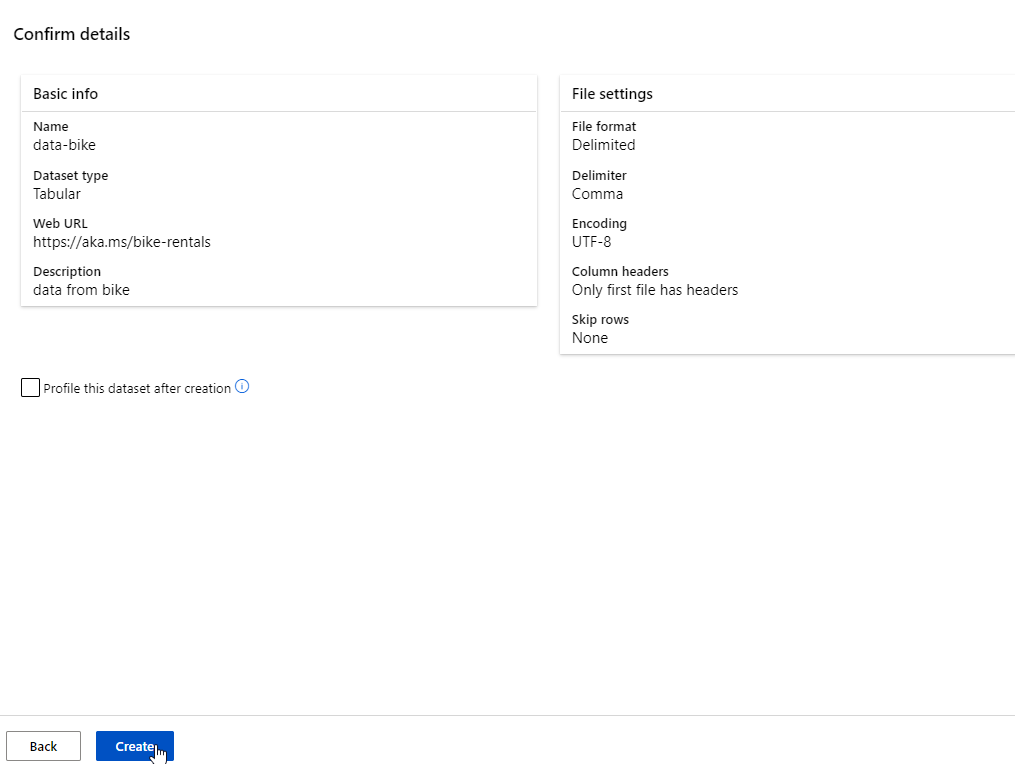 Confirm details
Basic info
Name
data-bike
Dataset type
Tabular
Web URL
https://aka.ms/bike-rentals
Description
data from bike
File settings
File format
Delimited
Delimiter
Comma
Encoding
UTF-8
Column headers
Only first file has headers
Skip rows
None
Profile this dataset after creation
Back
Create